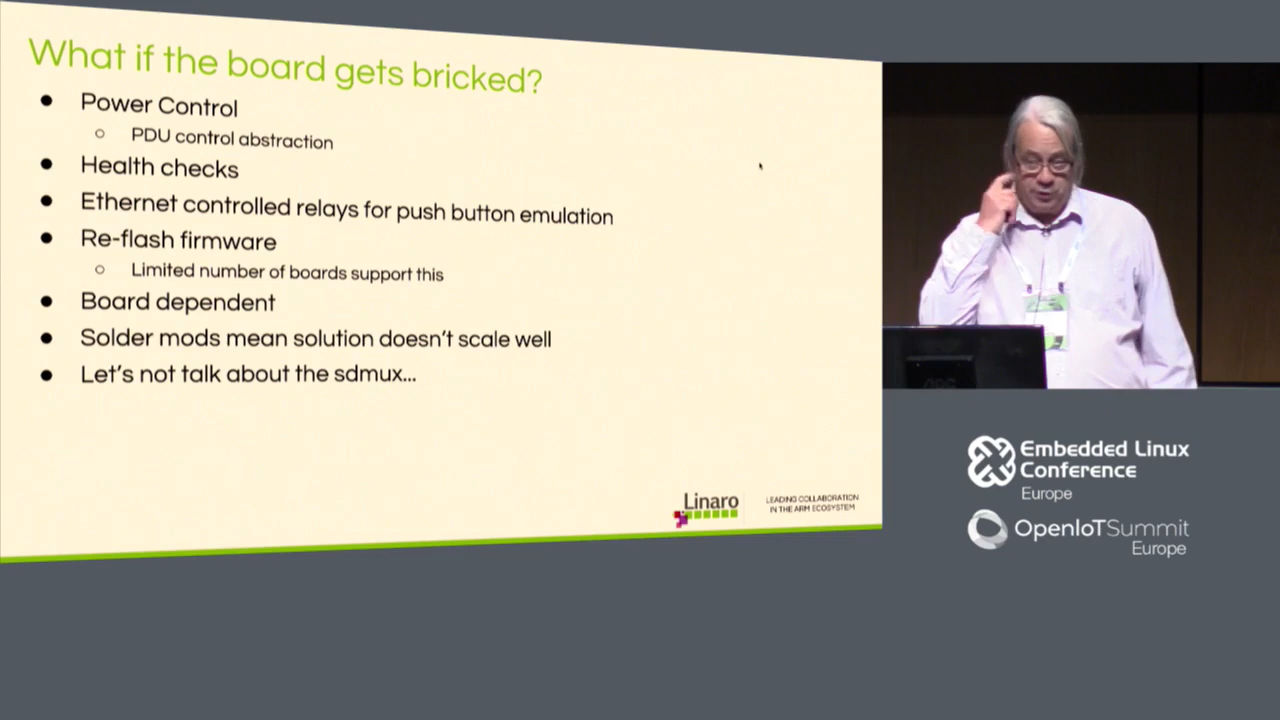 What if the board gets bricked?
● Power Control
○ PDU control abstraction
● Health checks
● Ethernet controlled relays for push button emulation
● Re-flash firmware
○ Limited number of boards support this
● Board dependent
● Solder mods mean solution doesn't scale well
● Let's not talk about the sdmux...
Linaro
LEADING COLLABORATION
IN THE ARM ECOSYSTEM
Embedded Linux
Conference
Europe
OpenIoTSummit
Europe